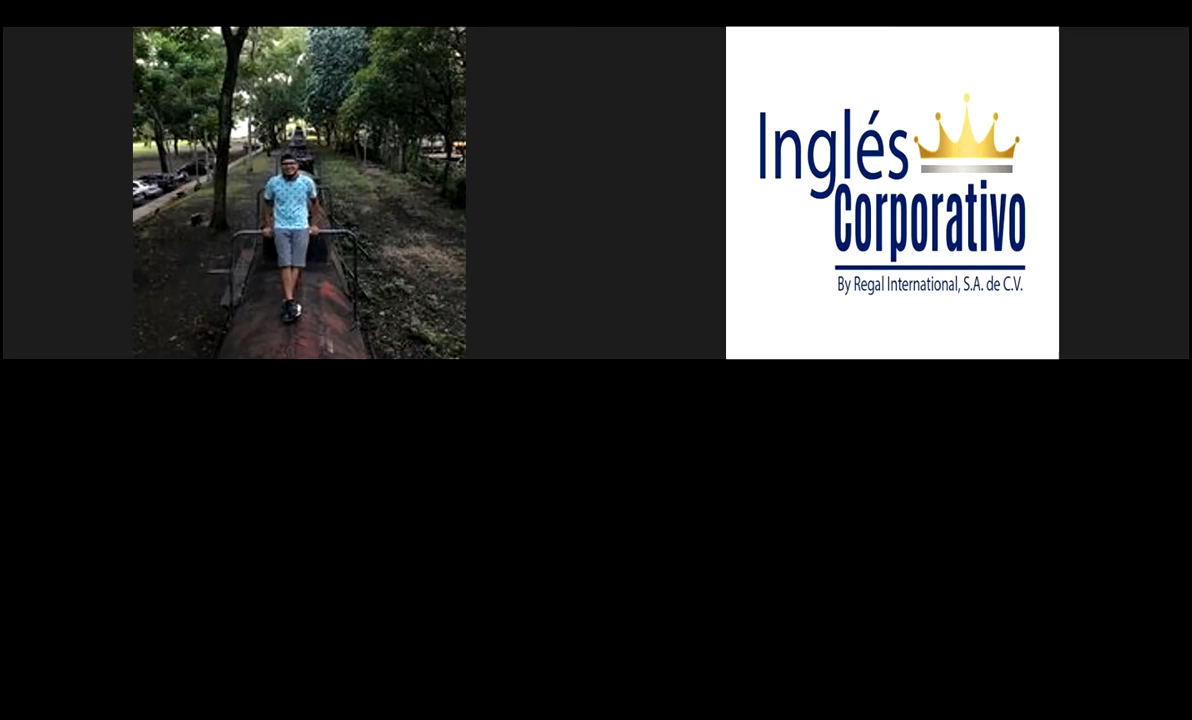 Inglés
Corporativo
By Regal International, S.A. de C.V.